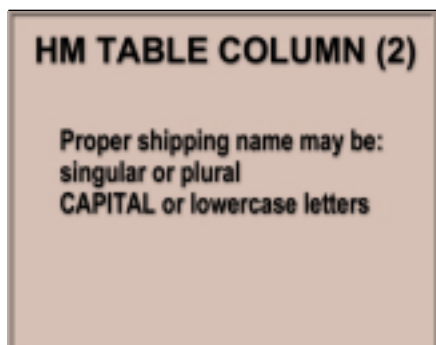 HM TABLE COLUMN (2)
Proper shipping name may be:
singular or plural
CAPITAL or lowercase letters